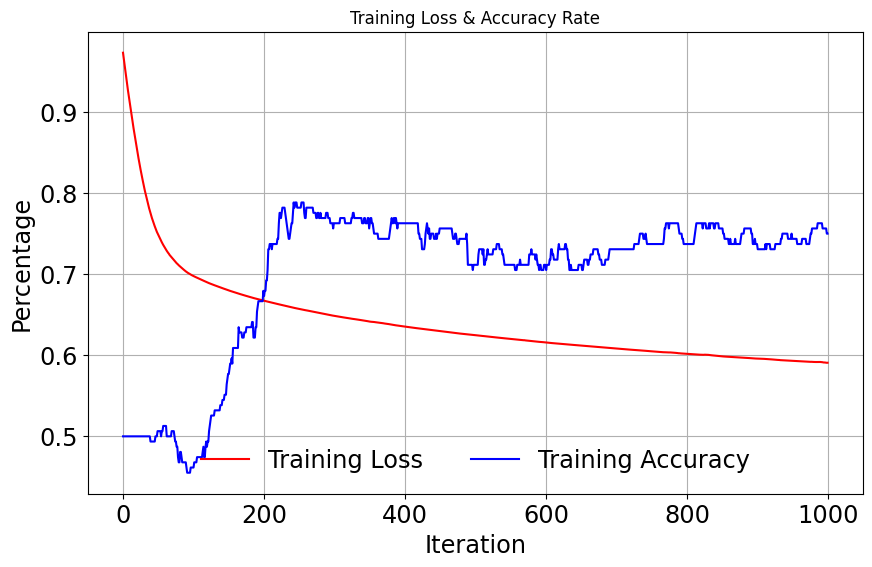 Training Loss & Accuracy Rate
0.9
0.8
0.7
0.6
0.5
Percentage
Training Loss
Training Accuracy
0
200
400
600
800
1000
Iteration